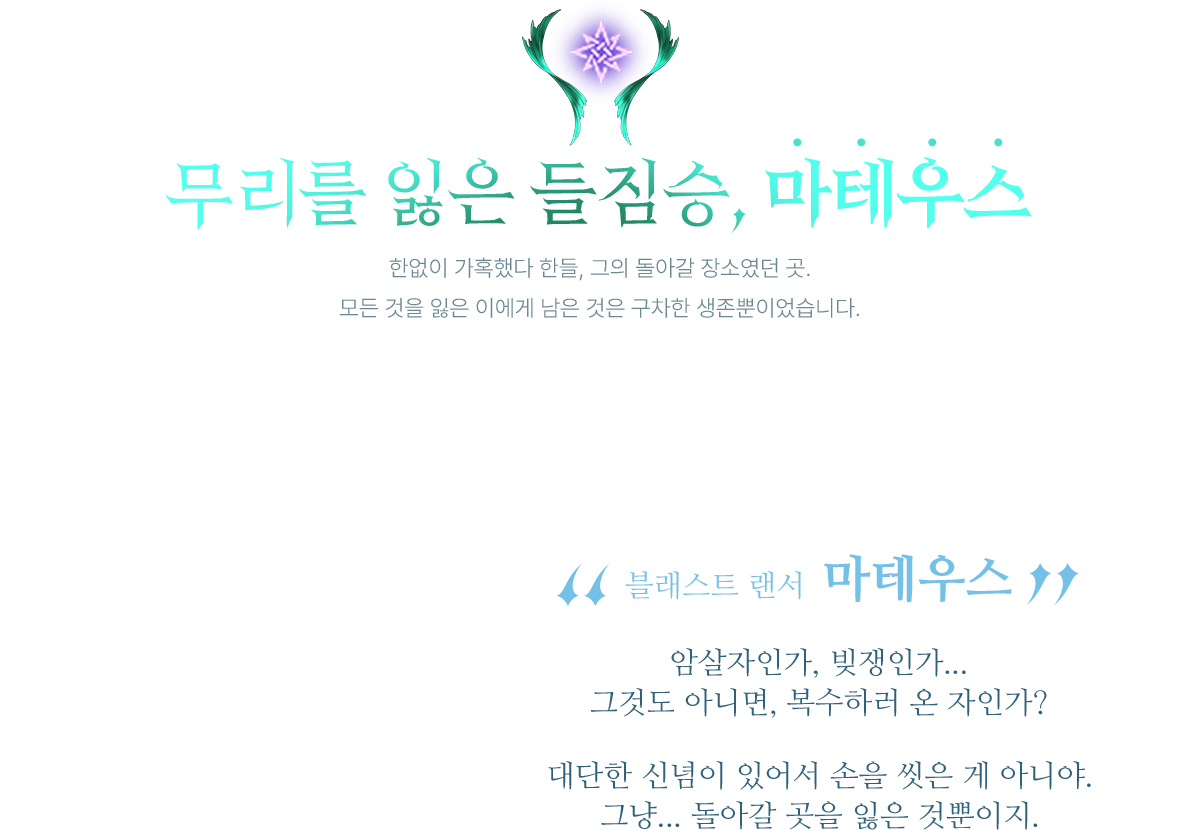 무리를 잃은 들짐승, 마테우스
한없이 가혹했다 한들, 그의 돌아갈 장소였던 곳.
모든 것을 잃은 이에게 남은 것은 구차한 생존뿐이었습니다.
“ 블래스트 랜서 마테우스 ”
암살자인가, 빚쟁인가...
그것도 아니면, 복수하러 온 자인가?
대단한 신념이 있어서 손을 씻은 게 아니야.
그냥... 돌아갈 곳을 잃은 것뿐이지.